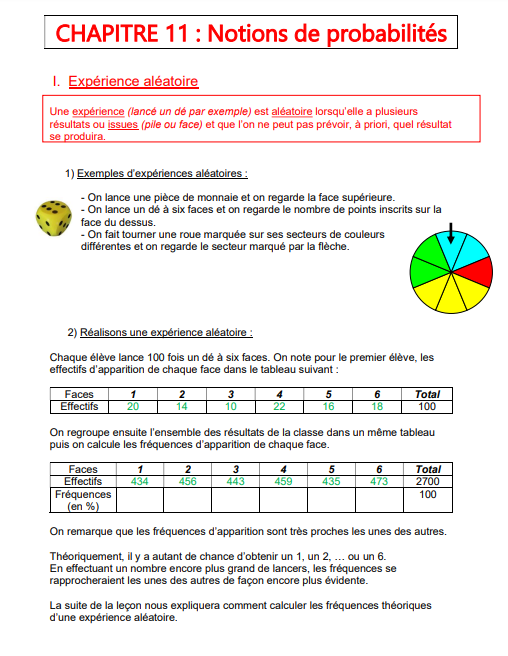 CHAPITRE 11 : Notions de probabilités
I. Expérience aléatoire
Une expérience (lancé un dé par exemple) est aléatoire lorsqu'elle a plusieurs
résultats ou issues (pile ou face) et que l'on ne peut pas prévoir, à priori, quel résultat
se produira.
1) Exemples d'expériences aléatoires :
- On lance une pièce de monnaie et on regarde la face supérieure.
- On lance un dé à six faces et on regarde le nombre de points inscrits sur la
face du dessus.
- On fait tourner une roue marquée sur ses secteurs de couleurs
différentes et on regarde le secteur marqué par la flèche.
2) Réalisons une expérience aléatoire :
Chaque élève lance 100 fois un dé à six faces. On note pour le premier élève, les
effectifs d'apparition de chaque face dans le tableau suivant :
Faces 1 2 3 4 5 6 Total
Effectifs 20 14 10 22 16 18 100
On regroupe ensuite l'ensemble des résultats de la classe dans un même tableau
puis on calcule les fréquences d'apparition de chaque face.
Faces 1 2 3 4 5 6 Total
Effectifs 434 456 443 459 435 473 2700
Fréquences 100
(en %)
On remarque que les fréquences d'apparition sont très proches les unes des autres.
Théoriquement, il y a autant de chance d'obtenir un 1, un 2, … ou un 6.
En effectuant un nombre encore plus grand de lancers, les fréquences se
rapprocheraient les unes des autres de façon encore plus évidente.
La suite de la leçon nous expliquera comment calculer les fréquences théoriques
d'une expérience aléatoire.